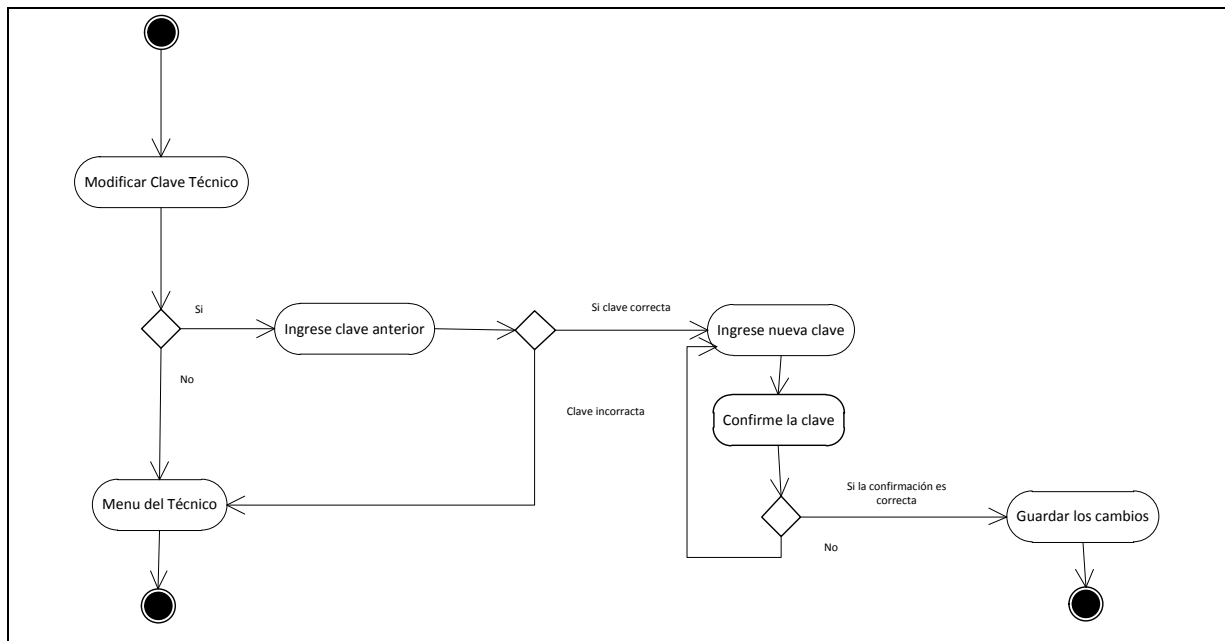 Modificar Clave Técnico
Si
Ingrese clave anterior
Si clave correcta
Ingrese nueva clave
No
Clave incorracta
Confirme la clave
Menu del Técnico
Si la confirmación es
correcta
Guardar los cambios
No